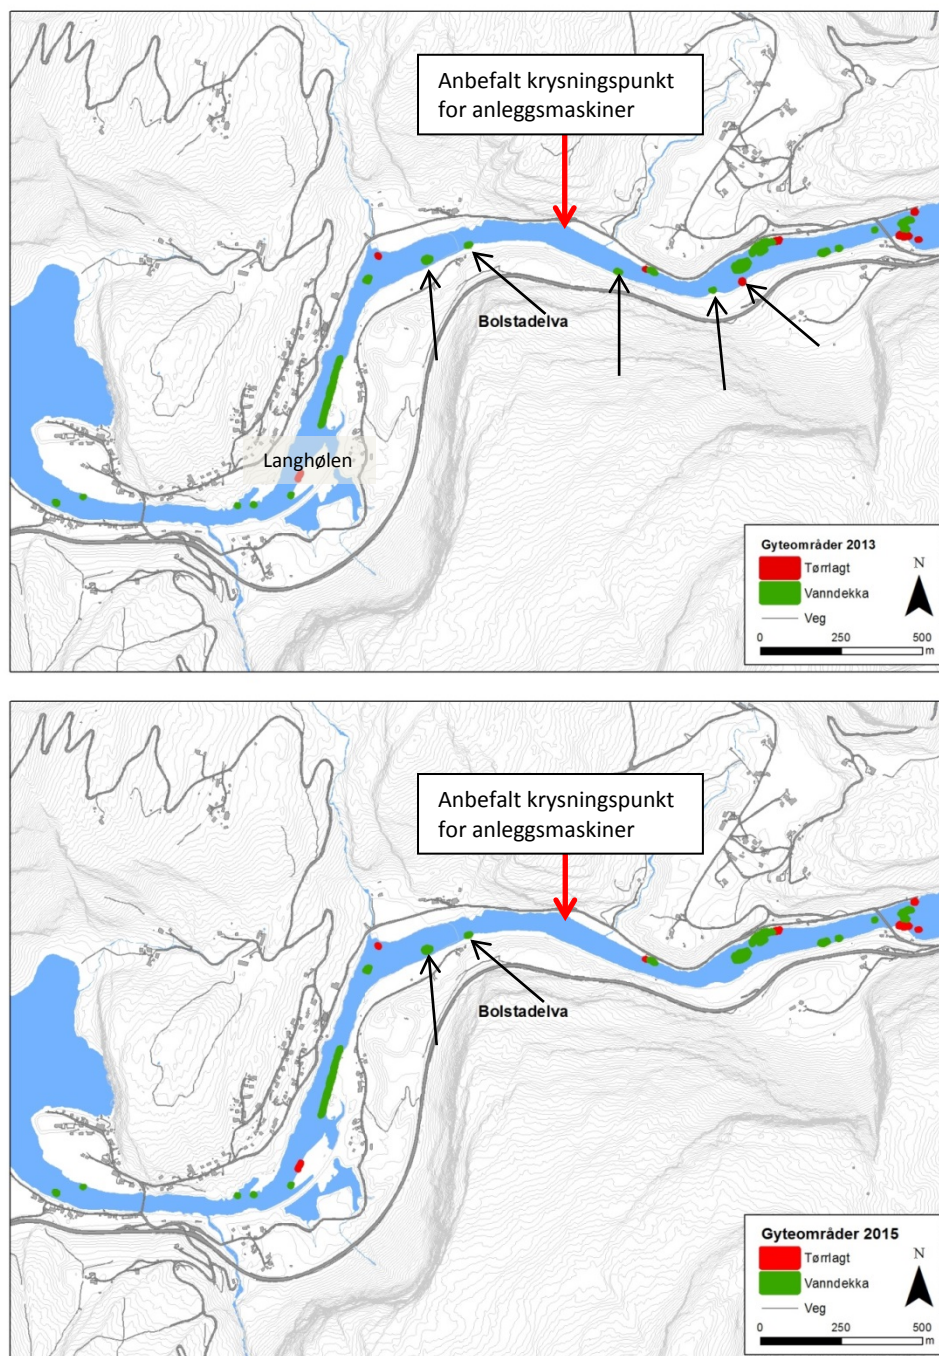 Anbefalt krysningspunkt
for anleggsmaskiner
Bolstadelva
Langhølen
Gyteområder 2013
Tørrlagt
Vanndekka
Veg
N
0 250 500
m
Anbefalt krysningspunkt
for anleggsmaskiner
Bolstadelva
Gyteområder 2015
Tørrlagt
Vanndekka
Veg
N
0 250 500
m